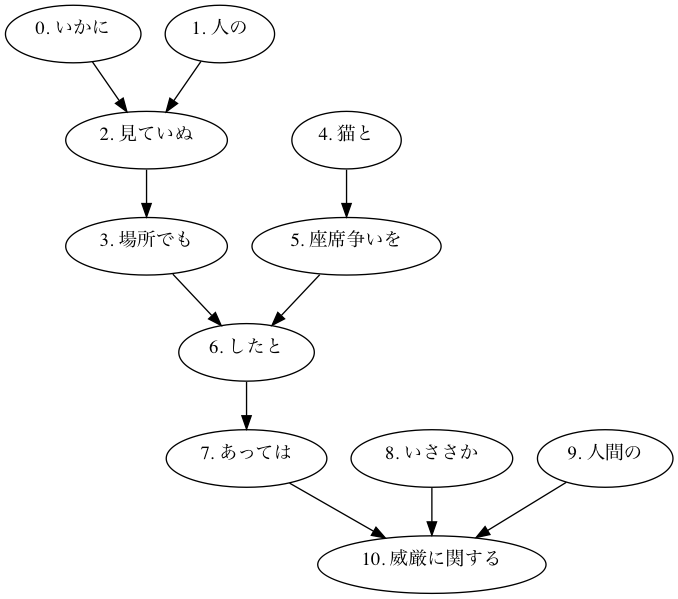 0. いかに
1. 人の
2. 見ていぬ
4. 猫と
3. 場所でも
5. 座席争いを
6. したと
7. あっては
8. いささか
9. 人間の
10. 威厳に関する